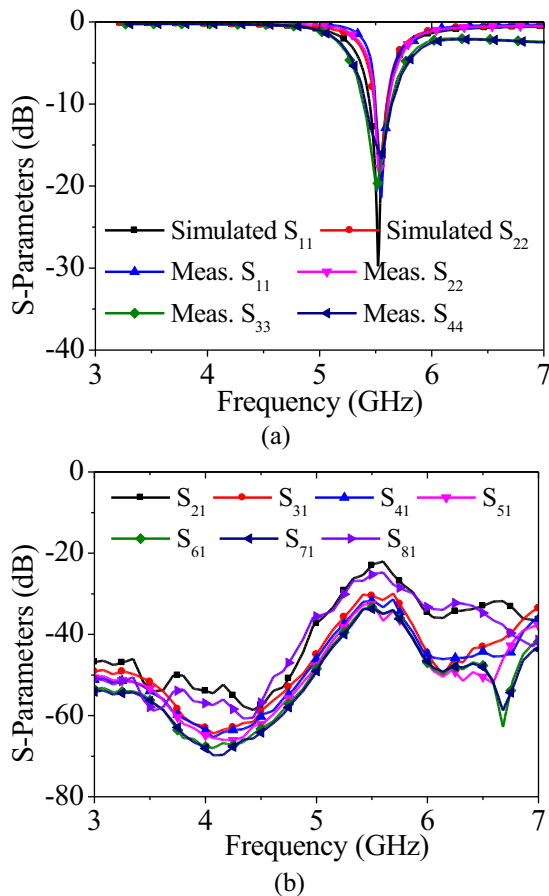 0
-10
-20
-30
-40
S-Parameters (dB)
Simulated S₁₁ Simulated S₂₂
Meas. S₁₁ Meas. S₂₂
Meas. S₃₃ Meas. S₄₄
3 4 5 6 7
Frequency (GHz)
(a)
0
-20
-40
-60
-80
S-Parameters (dB)
S₂₁ S₃₁ S₄₁ S₅₁
S₆₁ S₇₁ S₈₁
3 4 5 6 7
Frequency (GHz)
(b)